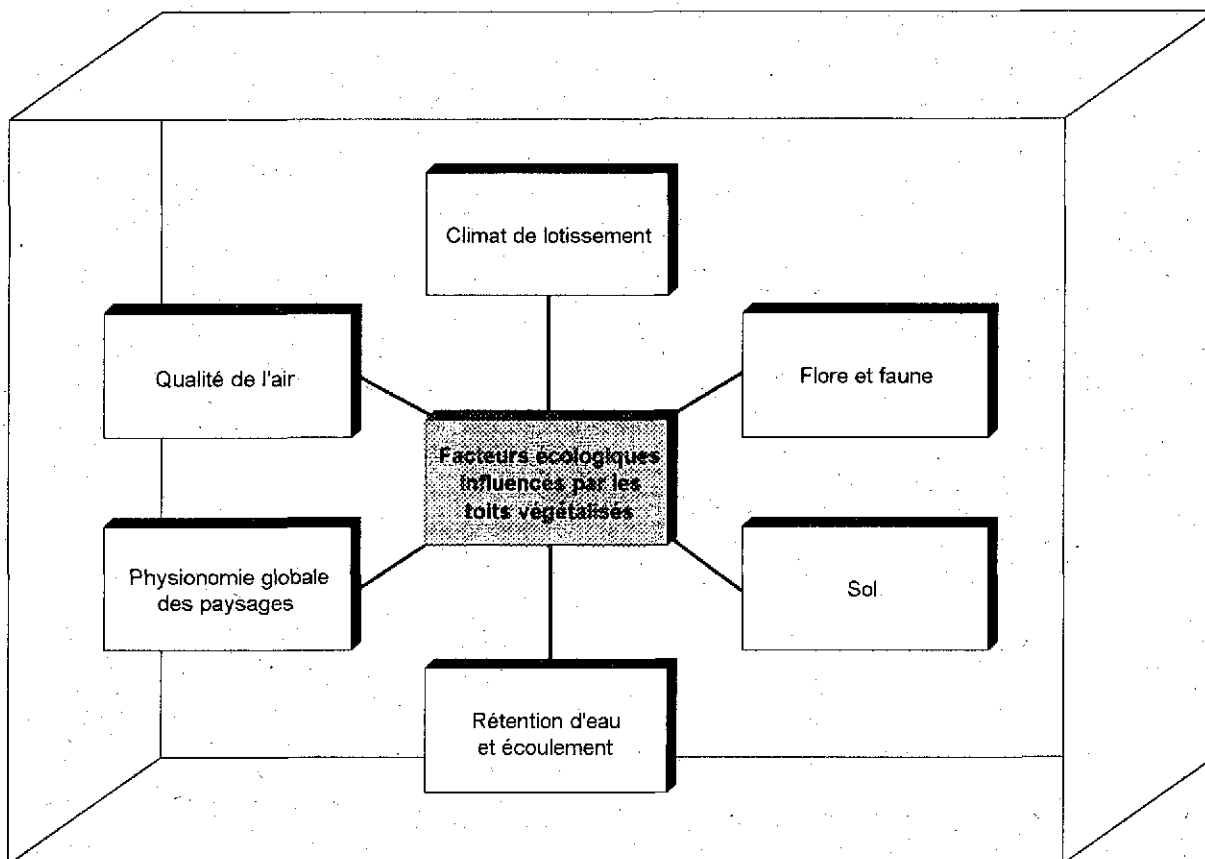 Climat de lotissement
Qualité de l'air
Flore et faune
Facteurs écologiques
influencés par les
toits végétalisés
Physionomie globale
des paysages
Sol
Rétention d'eau
et écoulement